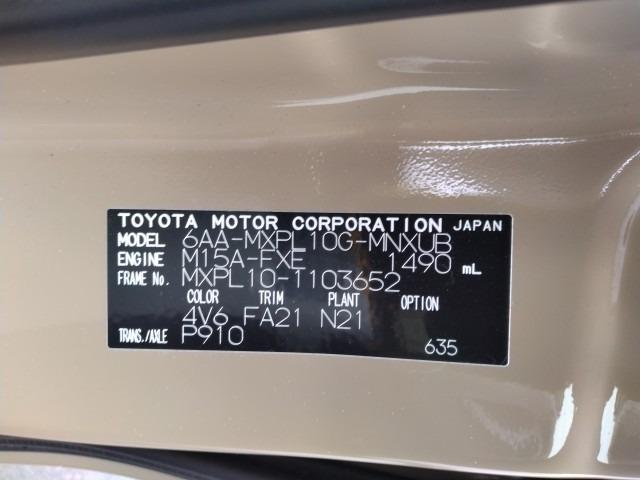 TOYOTA MOTOR CORPORATION JAPAN
MODEL 6AA-MXPL10G-MNXUB
ENGINE M15A-FXE 1490 mL
FRAME No. MXPL10-1103652
COLOR TRIM PLANT OPTION
4V6 FA21 N21
TRANS./AXLE P910
635